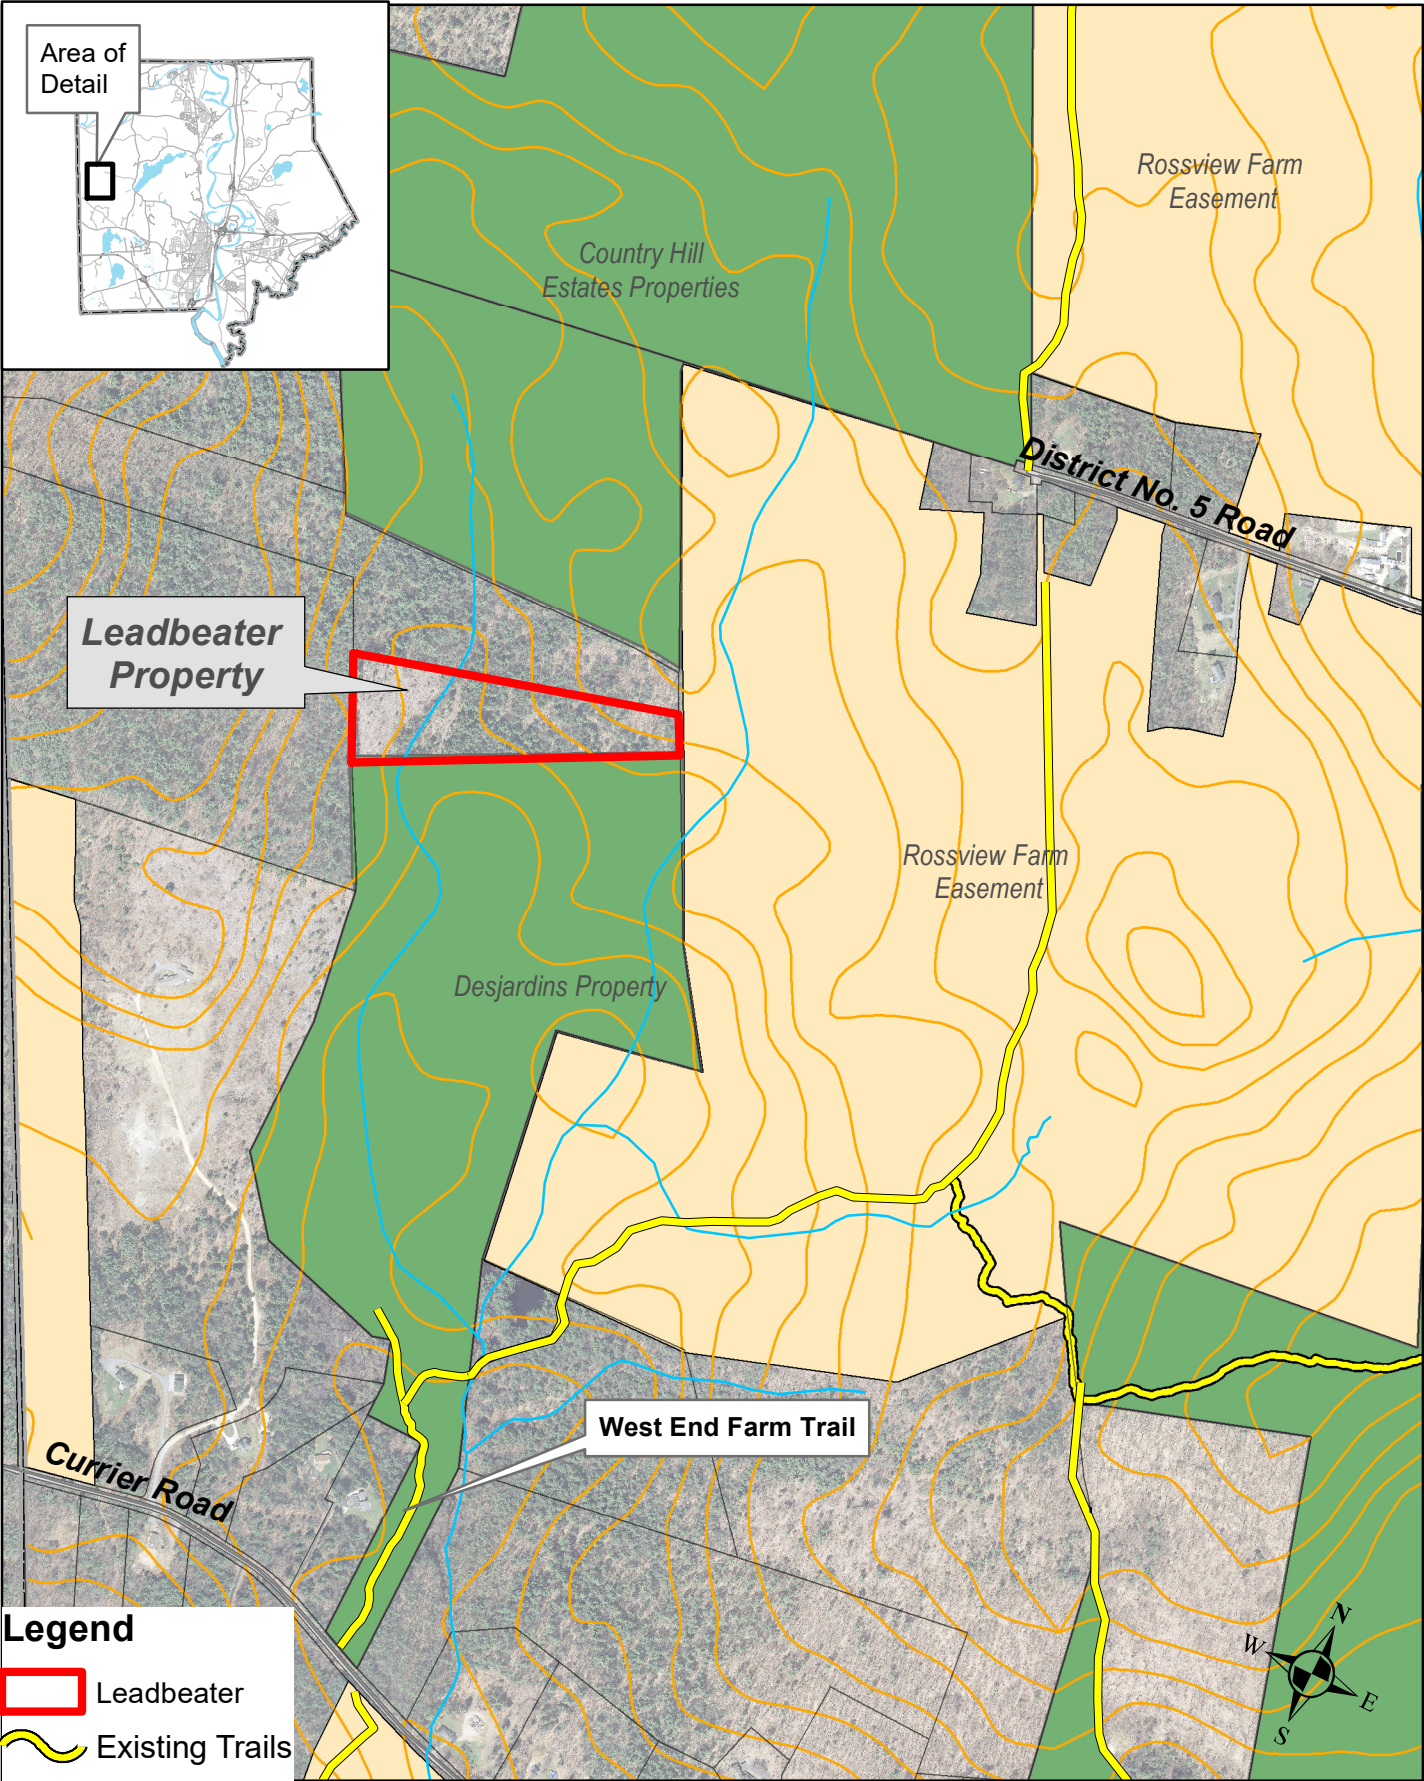 Area of
Detail
Rossview Farm
Easement
Country Hill
Estates Properties
District No. 5 Road
Leadbeater
Property
Rossview Farm
Easement
Desjardins Property
West End Farm Trail
Currier Road
Legend
Leadbeater
Existing Trails
N
W
E
S